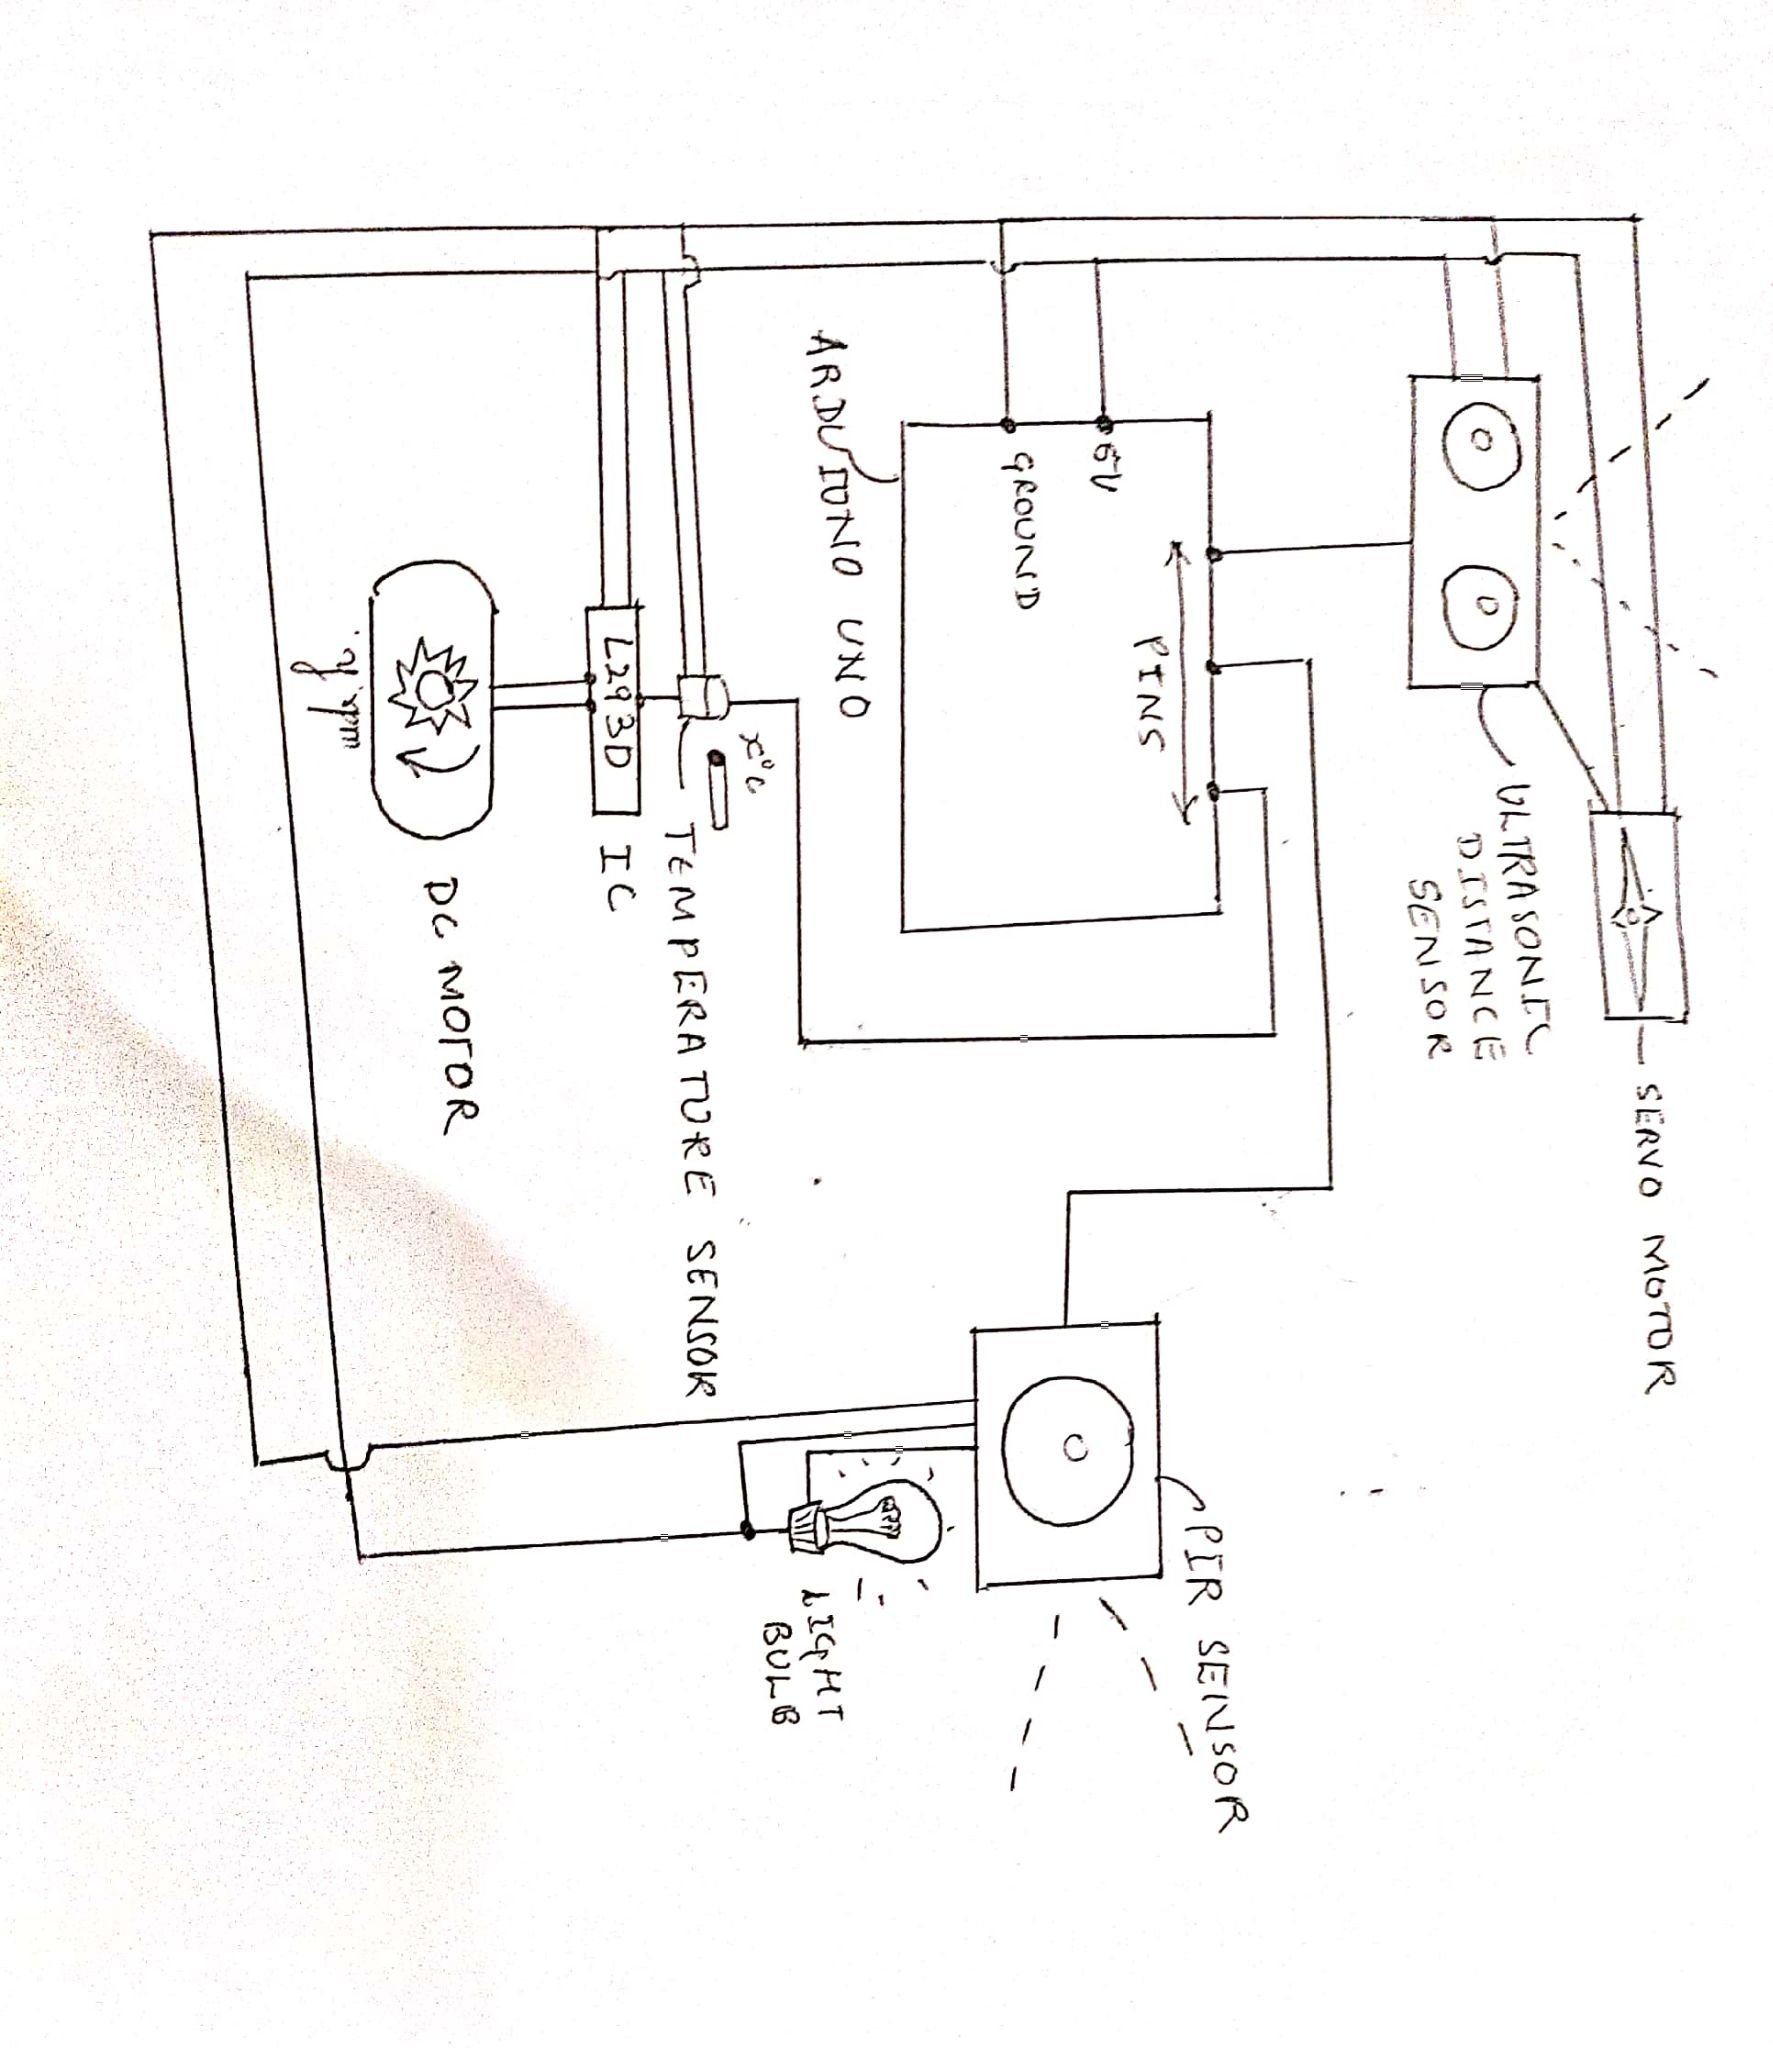 SERVO MOTOR
ULTRASONIC
DISTANCE
SENSOR
PIR SENSOR
PINS
5V
GROUND
ARDUIUNO UNO
LIGHT
BULB
x°C
TEMPERATURE SENSOR
L293D IC
DC MOTOR
y rpm